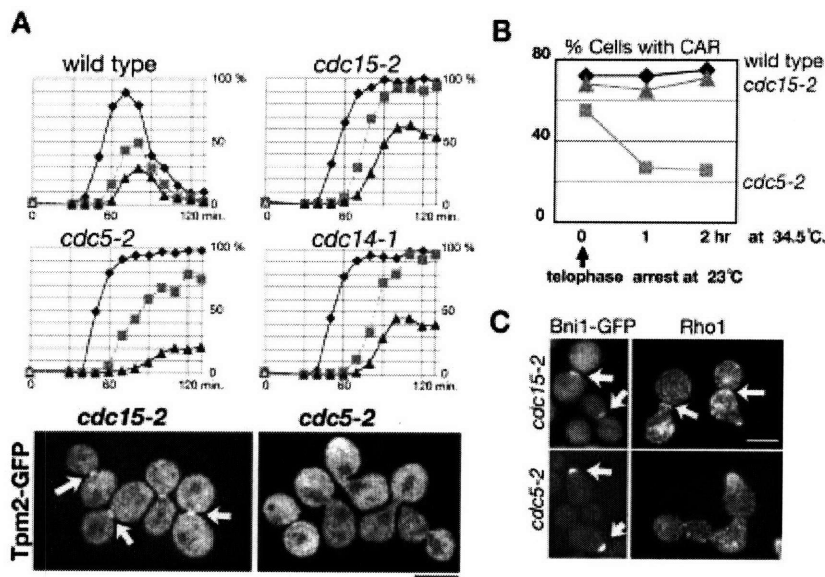 A
wild type
100 %
50
0
0
60
120 min.
cdc15-2
100 %
50
0
0
60
120 min.
cdc5-2
100 %
50
0
0
60
120 min.
cdc14-1
100 %
50
0
0
60
120 min.
cdc15-2
cdc5-2
Tpm2-GFP
B
% Cells with CAR
80
40
0
wild type
cdc15-2
cdc5-2
0
1
2 hr
at 34.5°C.
telophase arrest at 23°C
C
Bni1-GFP
Rho1
cdc15-2
cdc5-2